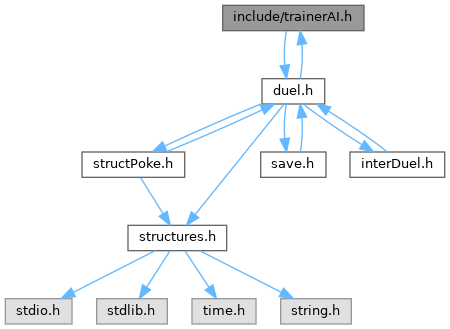 include/trainerAI.h
duel.h
structPoke.h
save.h
interDuel.h
structures.h
stdio.h
stdlib.h
time.h
string.h